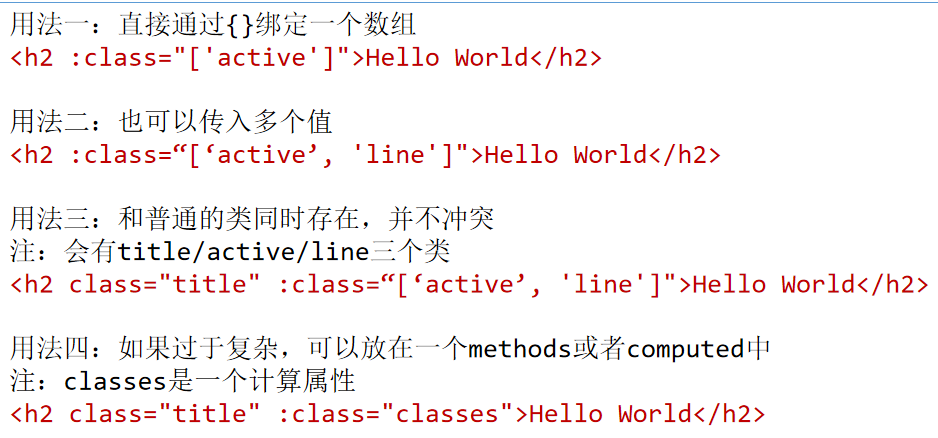 用法一：直接通过{}绑定一个数组
<h2 :class="['active']">Hello World</h2>
用法二：也可以传入多个值
<h2 :class=“[‘active’, 'line']">Hello World</h2>
用法三：和普通的类同时存在，并不冲突
注：会有title/active/line三个类
<h2 class="title" :class=“[‘active’, 'line']">Hello World</h2>
用法四：如果过于复杂，可以放在一个methods或者computed中
注：classes是一个计算属性
<h2 class="title" :class="classes">Hello World</h2>